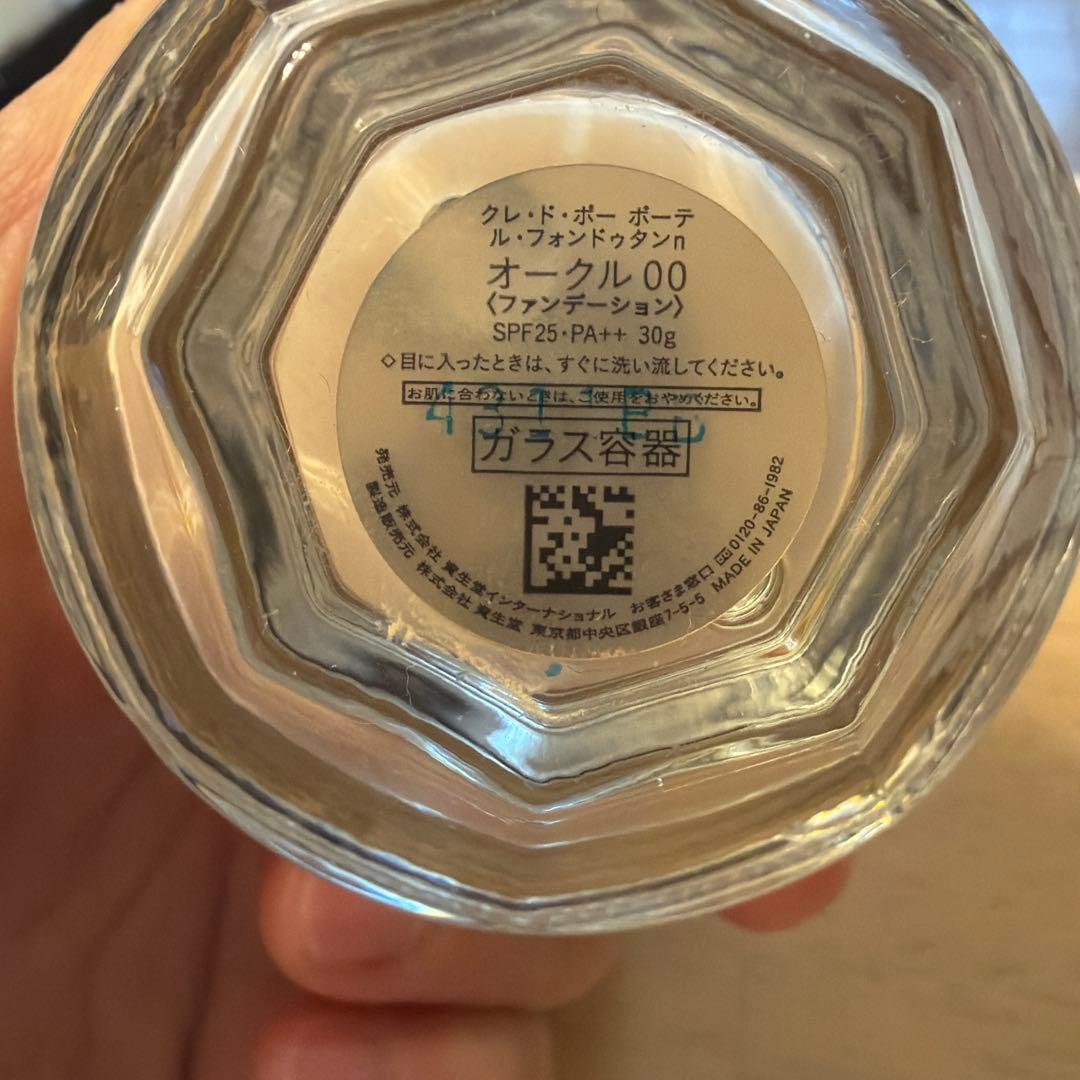 クレ・ド・ポー ボーテ
ル・フォンドゥタンn
オークル00
〈ファンデーション〉
SPF25・PA++ 30g
◇目に入ったときは、すぐに洗い流してください。
お肌に合わないときは、ご使用をおやめください。
ガラス容器
発売元 株式会社 資生堂インターナショナル お客さま窓口 0120-86-1982
製造販売元 株式会社 資生堂 東京都中央区銀座7-5-5 MADE IN JAPAN